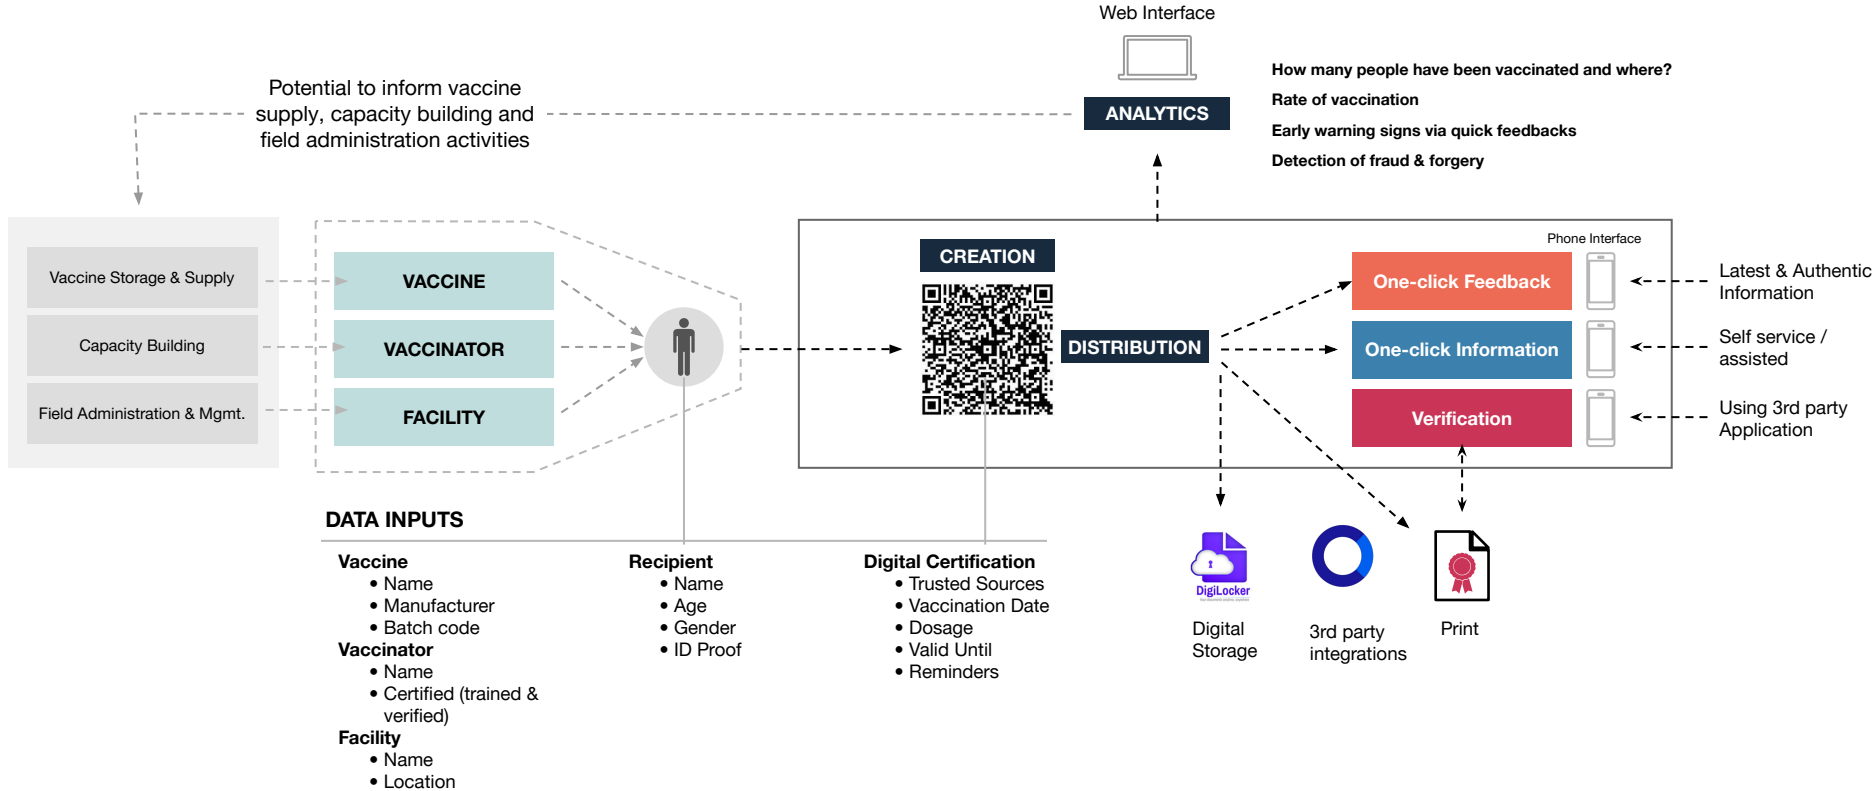 Web Interface
ANALYTICS
How many people have been vaccinated and where?
Rate of vaccination
Early warning signs via quick feedbacks
Detection of fraud & forgery
Potential to inform vaccine
supply, capacity building and
field administration activities
Vaccine Storage & Supply
Capacity Building
Field Administration & Mgmt.
VACCINE
VACCINATOR
FACILITY
CREATION
DISTRIBUTION
Phone Interface
One-click Feedback
One-click Information
Verification
Latest & Authentic
Information
Self service /
assisted
Using 3rd party
Application
DATA INPUTS
Vaccine
• Name
• Manufacturer
• Batch code
Vaccinator
• Name
• Certified (trained &
verified)
Facility
• Name
• Location
Recipient
• Name
• Age
• Gender
• ID Proof
Digital Certification
• Trusted Sources
• Vaccination Date
• Dosage
• Valid Until
• Reminders
DigiLocker
Digital
Storage
3rd party
integrations
Print